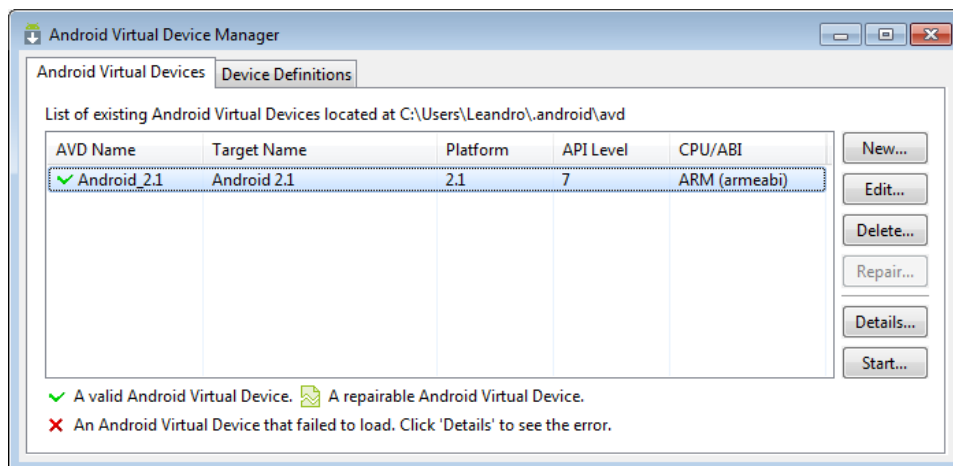 Android Virtual Device Manager
Android Virtual Devices Device Definitions
List of existing Android Virtual Devices located at C:\Users\Leandro\.android\avd
AVD Name Target Name Platform API Level CPU/ABI
Android_2.1 Android 2.1 2.1 7 ARM (armeabi)
New...
Edit...
Delete...
Repair...
Details...
Start...
A valid Android Virtual Device. A repairable Android Virtual Device.
An Android Virtual Device that failed to load. Click 'Details' to see the error.